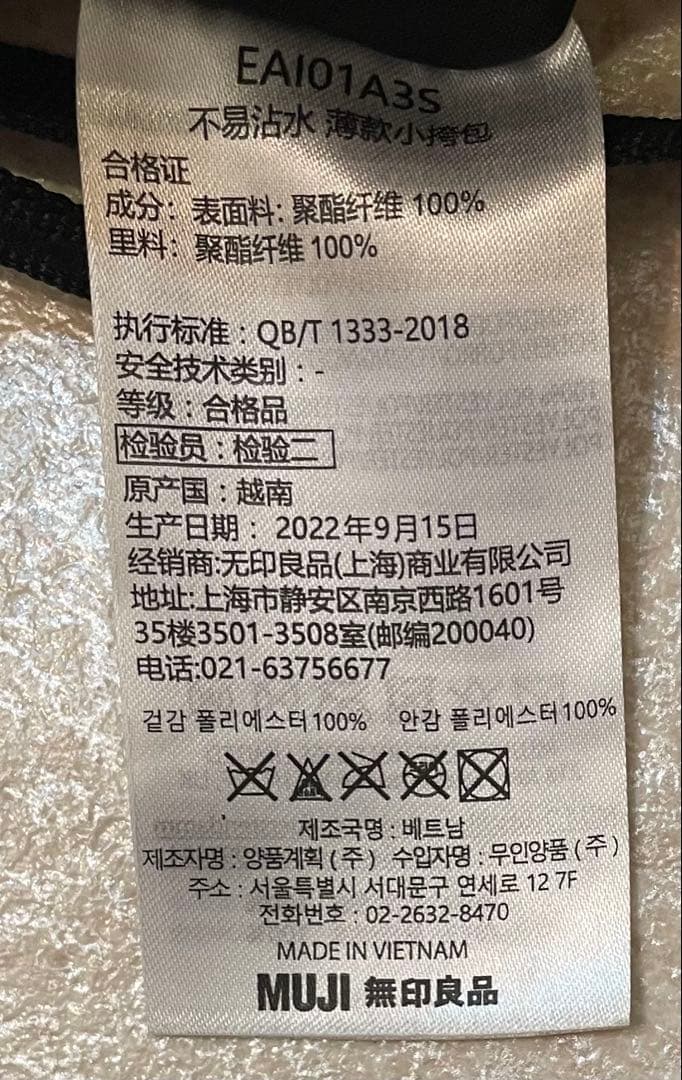 EAI01A3S
不易沾水 薄款小挎包
合格证
成分: 表面料: 聚酯纤维 100%
里料: 聚酯纤维 100%
执行标准 : QB/T 1333-2018
安全技术类别 : -
等级 : 合格品
检验员 : 检验二
原产国 : 越南
生产日期 : 2022年9月15日
经销商:无印良品(上海)商业有限公司
地址:上海市静安区南京西路1601号
35楼3501-3508室(邮编200040)
电话:021-63756677
겉감 폴리에스터100% 안감 폴리에스터100%
제조국명 : 베트남
제조자명 : 양품계획 (주) 수입자명 : 무인양품 (주)
주소 : 서울특별시 서대문구 연세로 12 7F
전화번호 : 02-2632-8470
MADE IN VIETNAM
MUJI 無印良品